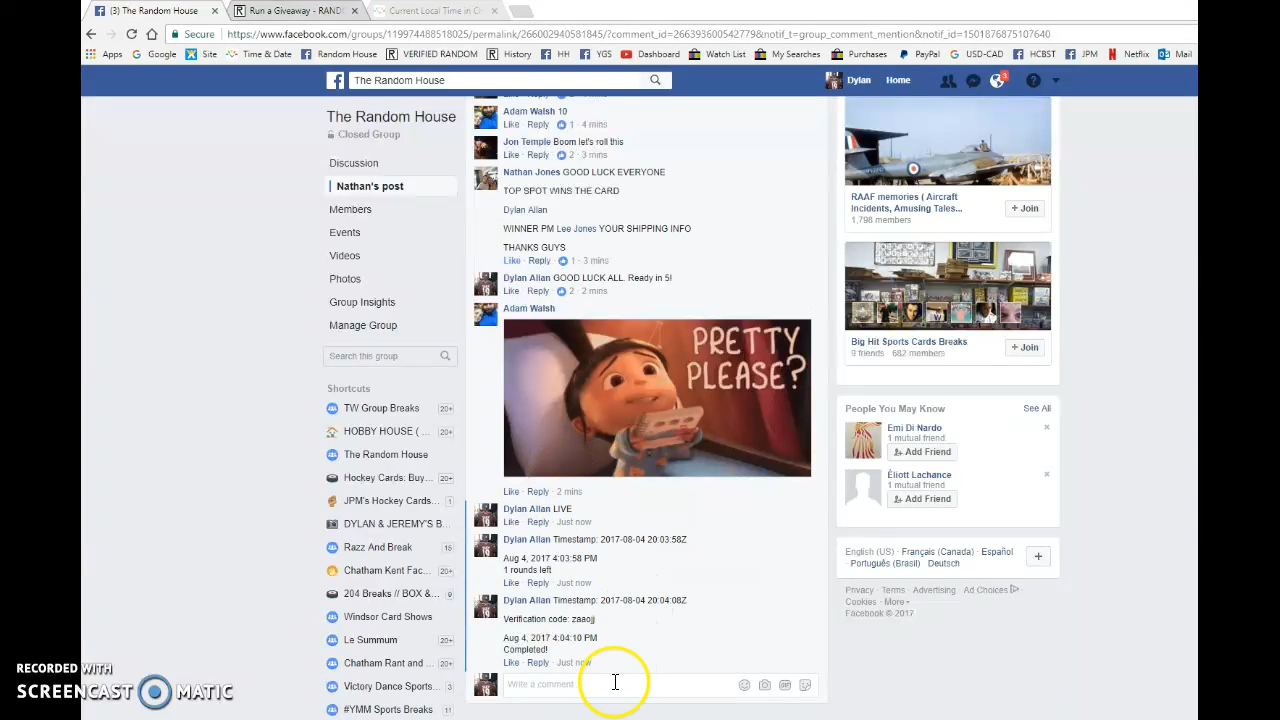 (3) The Random House
Run a Giveaway - RAND
Current Local Time in
Secure
https://www.facebook.com/groups/119974488518025/permalink/266002940581845/?comment_id=266393600542779&notif_t=group_comment_mention&notif_id=1501876875107640
Apps Google Time & Date Random House VERIFIED RANDOM History HH YGS Dashboard Watch List My Searches Purchases PayPal USD-CAD HCBST JPM Netflix Mail
The Random House
Dylan Home 3
The Random House
Closed Group
Discussion
Nathan's post
Members
Events
Videos
Photos
Group Insights
Manage Group
Search this group
Shortcuts
TW Group Breaks 20+
HOBBY HOUSE ( ... 20+
The Random House
Hockey Cards: Buy... 20+
JPM's Hockey Cards... 1
DYLAN & JEREMY'S B...
Razz And Break 15
Chatham Kent Fac... 20+
204 Breaks // BOX &... 9
Windsor Card Shows
Le Summum 20+
Chatham Rant and ... 20+
Victory Dance Sports... 3
#YMM Sports Breaks 11
Adam Walsh 10
Like · Reply · 1 · 4 mins
Jon Temple Boom let's roll this
Like · Reply · 2 · 3 mins
Nathan Jones GOOD LUCK EVERYONE
TOP SPOT WINS THE CARD
Dylan Allan
WINNER PM Lee Jones YOUR SHIPPING INFO
THANKS GUYS
Like · Reply · 1 · 3 mins
Dylan Allan GOOD LUCK ALL. Ready in 5!
Like · Reply · 2 · 2 mins
Adam Walsh
PRETTY
PLEASE?
Like · Reply · 2 mins
Dylan Allan LIVE
Like · Reply · Just now
Dylan Allan Timestamp: 2017-08-04 20:03:58Z
Aug 4, 2017 4:03:58 PM
1 rounds left
Like · Reply · Just now
Dylan Allan Timestamp: 2017-08-04 20:04:08Z
Verification code: zaaojj
Aug 4, 2017 4:04:10 PM
Completed!
Like · Reply · Just now
Write a comment
RAAF memories ( Aircraft
Incidents, Amusing Tales...
1,798 members
+ Join
Big Hit Sports Cards Breaks
9 friends 682 members
+ Join
People You May Know
See All
Emi Di Nardo
1 mutual friend
Add Friend
Éliott Lachance
1 mutual friend
Add Friend
English (US) · Français (Canada) · Español ·
Português (Brasil) · Deutsch
Privacy · Terms · Advertising · Ad Choices ·
Cookies · More
Facebook © 2017
RECORDED WITH
SCREENCAST MATIC